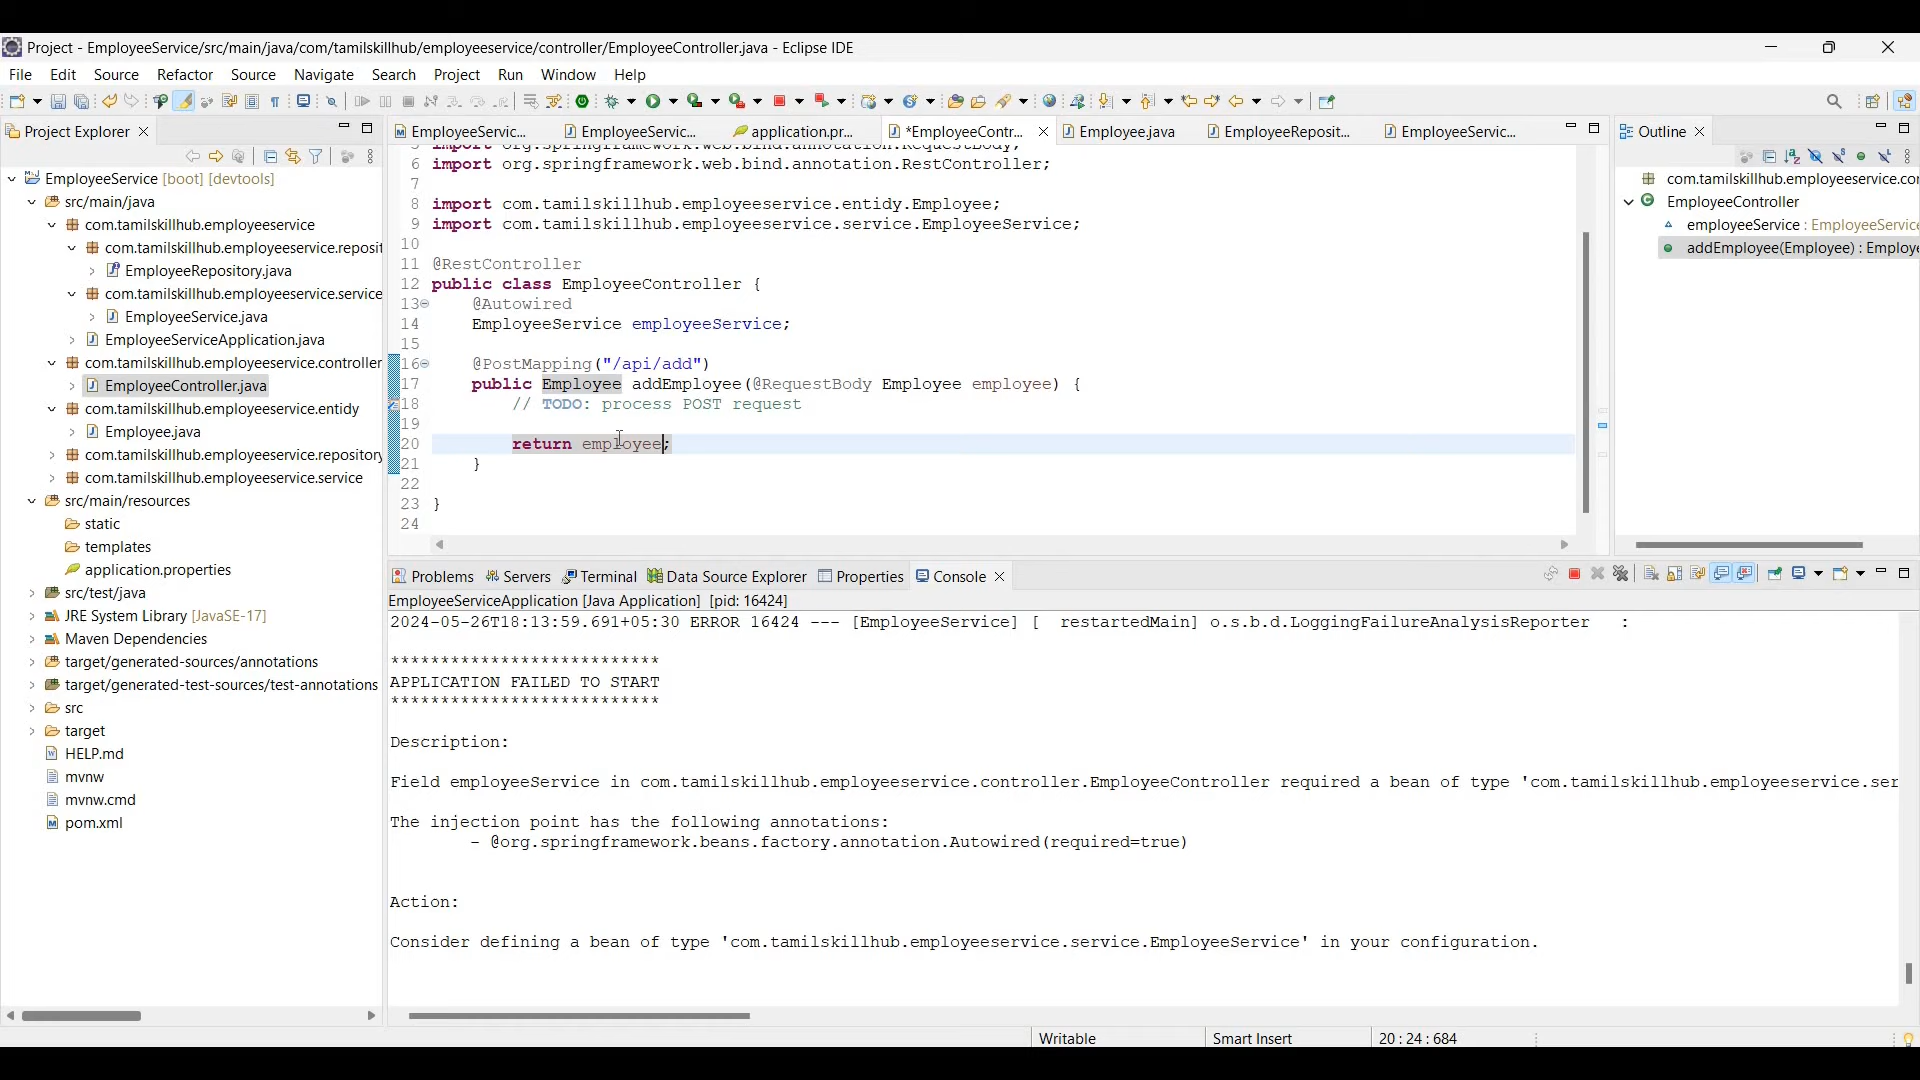 Project - EmployeeService/src/main/java/com/tamilskillhub/employeeservice/controller/EmployeeController.java - Eclipse IDE
File Edit Source Refactor Source Navigate Search Project Run Window Help
Project Explorer
EmployeeService [boot] [devtools]
src/main/java
com.tamilskillhub.employeeservice
com.tamilskillhub.employeeservice.reposit
EmployeeRepository.java
com.tamilskillhub.employeeservice.service
EmployeeService.java
EmployeeServiceApplication.java
com.tamilskillhub.employeeservice.controller
EmployeeController.java
com.tamilskillhub.employeeservice.entidy
Employee.java
com.tamilskillhub.employeeservice.repository
com.tamilskillhub.employeeservice.service
src/main/resources
static
templates
application.properties
src/test/java
JRE System Library [JavaSE-17]
Maven Dependencies
target/generated-sources/annotations
target/generated-test-sources/test-annotations
src
target
HELP.md
mvnw
mvnw.cmd
pom.xml
EmployeeServic... EmployeeServic... application.pr... *EmployeeContr... Employee.java EmployeeReposit... EmployeeServic...
5 import org.springframework.web.bind.annotation.RequestBody;
6 import org.springframework.web.bind.annotation.RestController;
7
8 import com.tamilskillhub.employeeservice.entidy.Employee;
9 import com.tamilskillhub.employeeservice.service.EmployeeService;
10
11 @RestController
12 public class EmployeeController {
13 @Autowired
14 EmployeeService employeeService;
15
16 @PostMapping("/api/add")
17 public Employee addEmployee(@RequestBody Employee employee) {
18 // TODO: process POST request
19
20 return employee;
21 }
22
23 }
24
Outline
com.tamilskillhub.employeeservice.co
EmployeeController
employeeService : EmployeeService
addEmployee(Employee) : Employe
Problems Servers Terminal Data Source Explorer Properties Console
EmployeeServiceApplication [Java Application] [pid: 16424]
2024-05-26T18:13:59.691+05:30 ERROR 16424 --- [EmployeeService] [ restartedMain] o.s.b.d.LoggingFailureAnalysisReporter :
***************************
APPLICATION FAILED TO START
***************************
Description:
Field employeeService in com.tamilskillhub.employeeservice.controller.EmployeeController required a bean of type 'com.tamilskillhub.employeeservice.ser
The injection point has the following annotations:
- @org.springframework.beans.factory.annotation.Autowired(required=true)
Action:
Consider defining a bean of type 'com.tamilskillhub.employeeservice.service.EmployeeService' in your configuration.
Writable Smart Insert 20 : 24 : 684